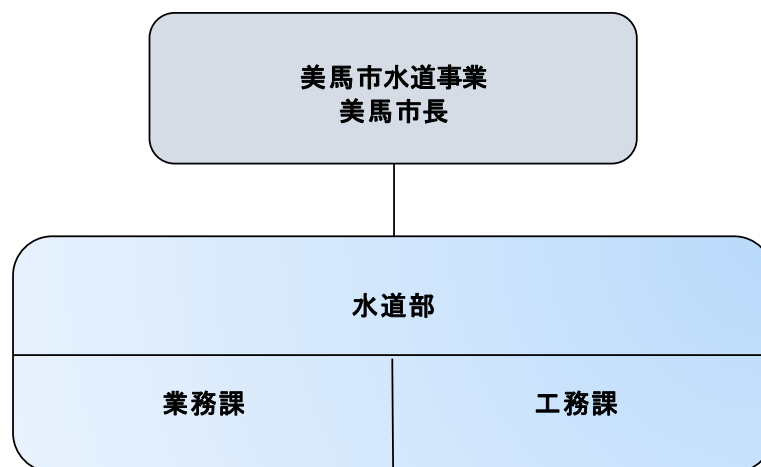 美馬市水道事業
美馬市長
水道部
業務課
工務課